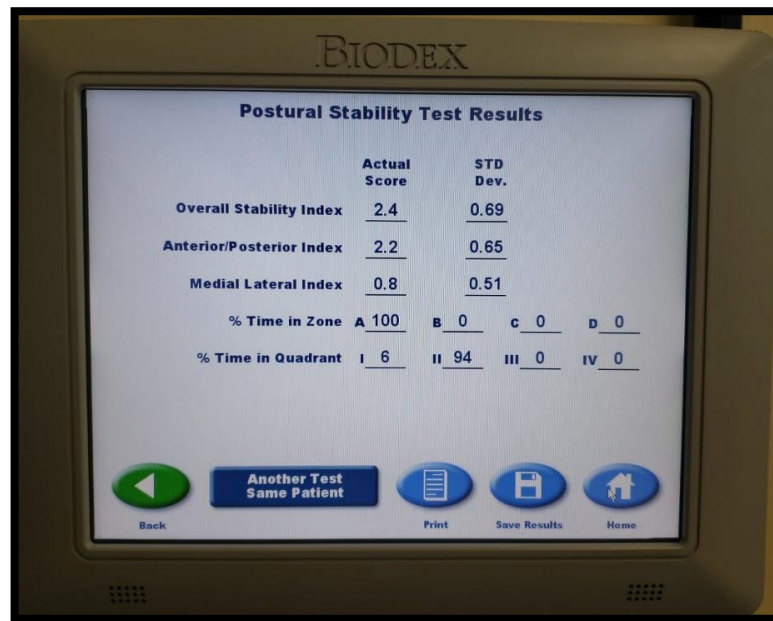 BIODEX
Postural Stability Test Results
Actual Score STD Dev.
Overall Stability Index 2.4 0.69
Anterior/Posterior Index 2.2 0.65
Medial Lateral Index 0.8 0.51
% Time in Zone A 100 B 0 C 0 D 0
% Time in Quadrant I 6 II 94 III 0 IV 0
Another Test
Same Patient
Back Print Save Results Home